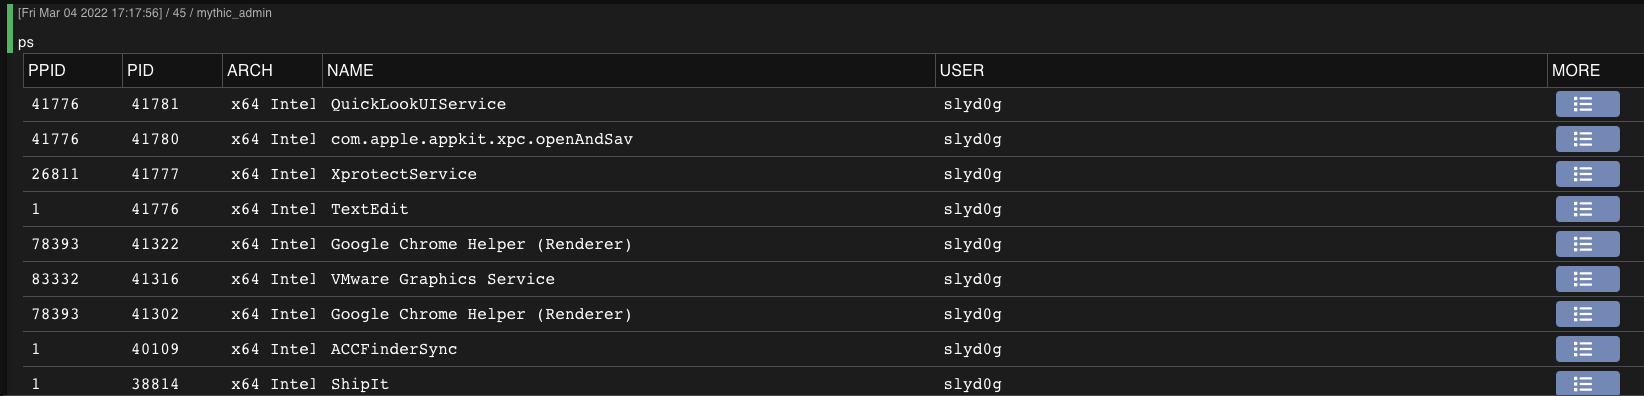 [Fri Mar 04 2022 17:17:56] / 45 / mythic_admin
ps
PPID PID ARCH NAME USER MORE
41776 41781 x64 Intel QuickLookUIService slyd0g
41776 41780 x64 Intel com.apple.appkit.xpc.openAndSav slyd0g
26811 41777 x64 Intel XprotectService slyd0g
1 41776 x64 Intel TextEdit slyd0g
78393 41322 x64 Intel Google Chrome Helper (Renderer) slyd0g
83332 41316 x64 Intel VMware Graphics Service slyd0g
78393 41302 x64 Intel Google Chrome Helper (Renderer) slyd0g
1 40109 x64 Intel ACCFinderSync slyd0g
1 38814 x64 Intel ShipIt slyd0g